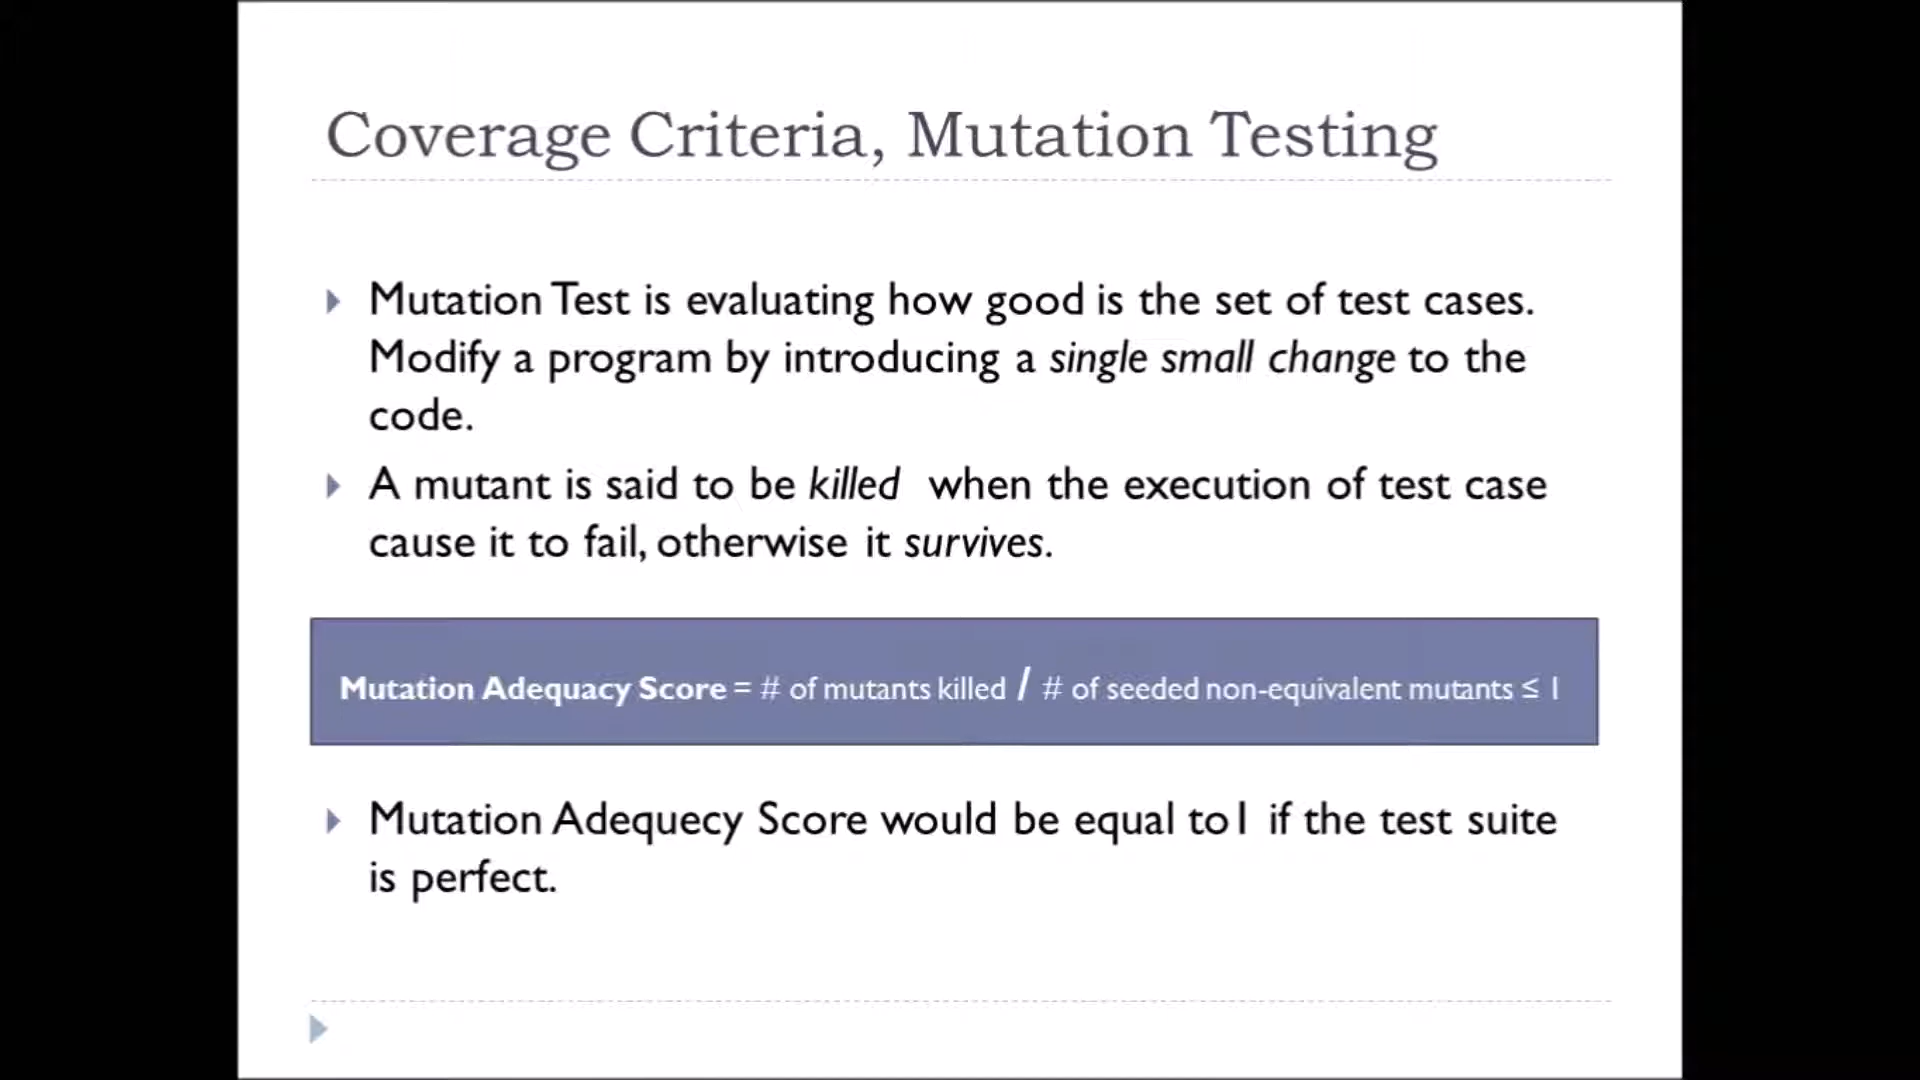 Coverage Criteria, Mutation Testing
Mutation Test is evaluating how good is the set of test cases.
Modify a program by introducing a single small change to the
code.
A mutant is said to be killed when the execution of test case
cause it to fail, otherwise it survives.
Mutation Adequacy Score = # of mutants killed / # of seeded non-equivalent mutants ≤ 1
Mutation Adequecy Score would be equal to1 if the test suite
is perfect.